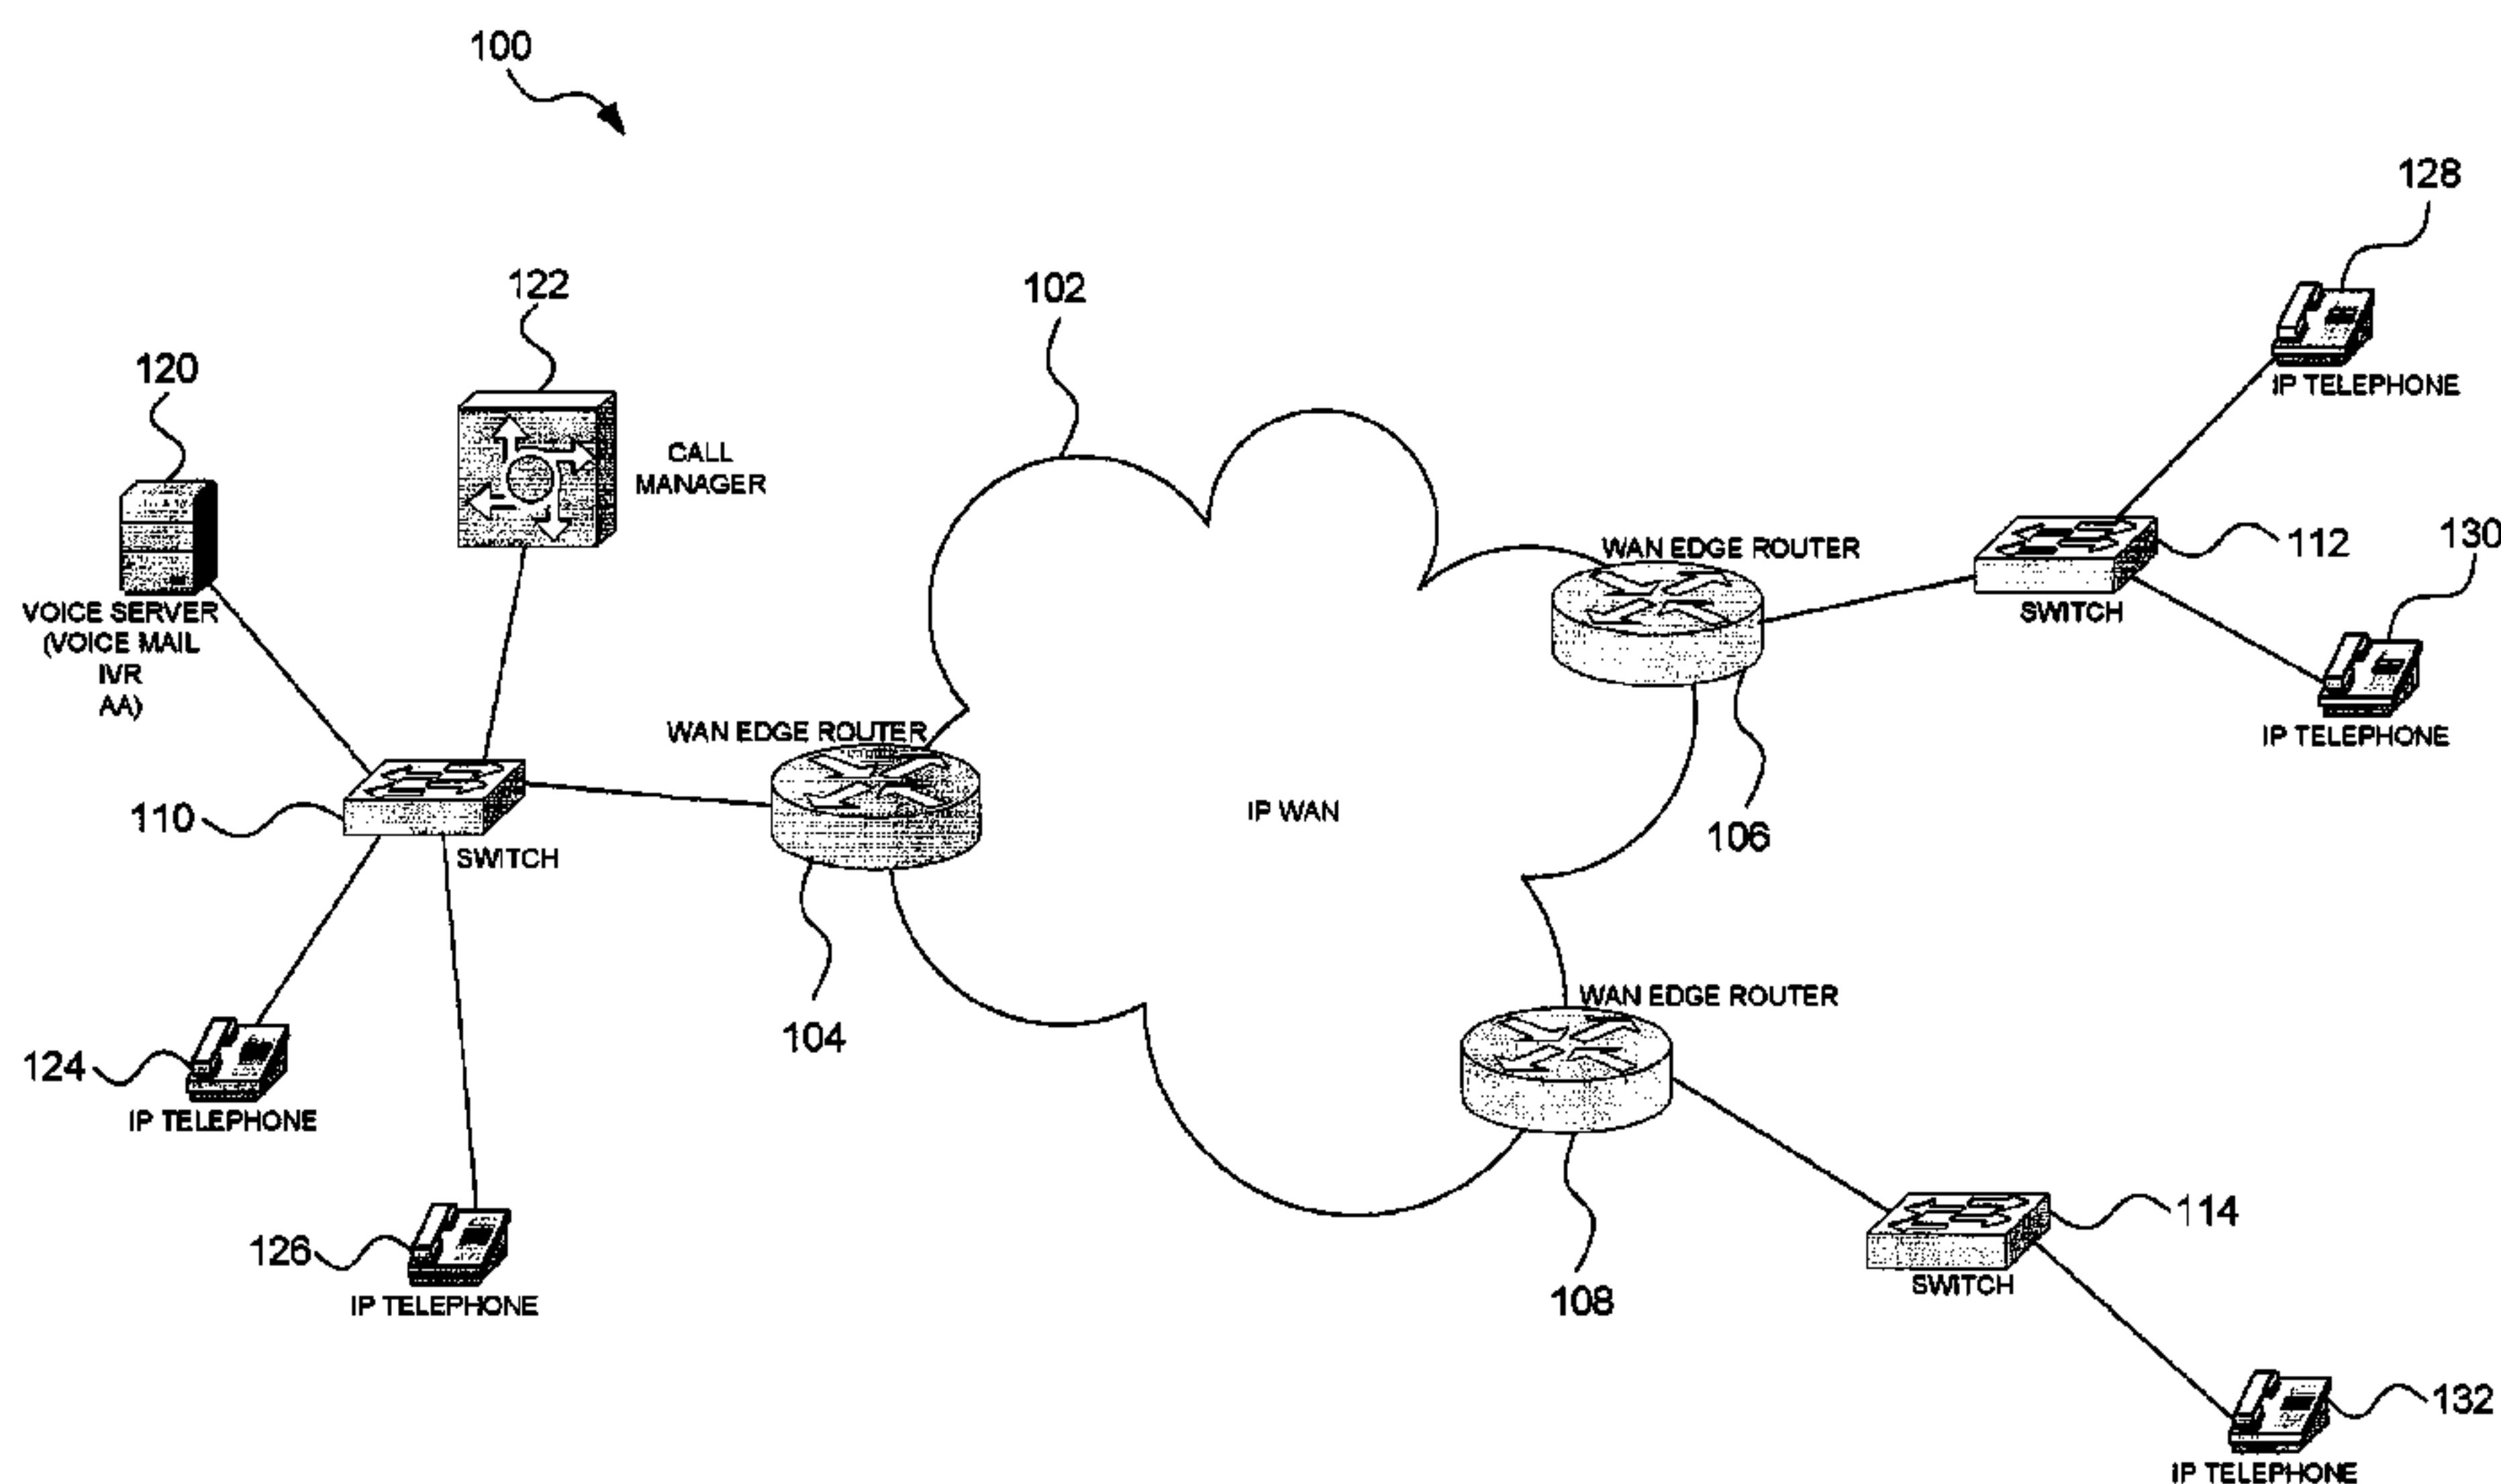 100
128
122
102
120
IP TELEPHONE
CALL
MANAGER
WAN EDGE ROUTER
112
130
VOICE SERVER
(VOICE MAIL
IVR
AA)
SWITCH
WAN EDGE ROUTER
IP TELEPHONE
110
IP WAN
106
SWITCH
WAN EDGE ROUTER
104
124
IP TELEPHONE
114
126
SWITCH
108
IP TELEPHONE
132
IP TELEPHONE